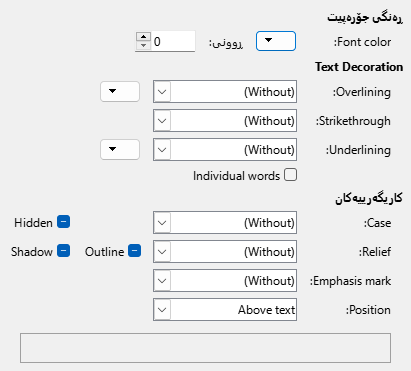 ڕەنگی جۆرەپیت
Font color: ڕوونی: 0
Text Decoration
Overlining: (Without)
Strikethrough: (Without)
Underlining: (Without)
Individual words
کاریگەرییەکان
Case: (Without) Hidden
Relief: (Without) Outline Shadow
Emphasis mark: (Without)
Position: Above text